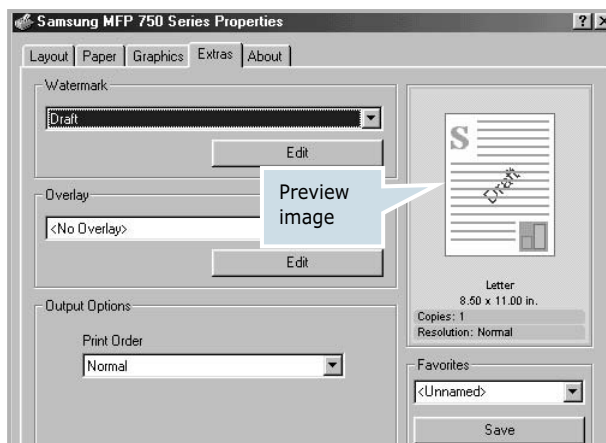 Samsung MFP 750 Series Properties
Layout Paper Graphics Extras About
Watermark
Draft
Edit
Overlay
<No Overlay>
Edit
Output Options
Print Order
Normal
Preview
image
S
Draft
Letter
8.50 x 11.00 in.
Copies: 1
Resolution: Normal
Favorites
<Unnamed>
Save